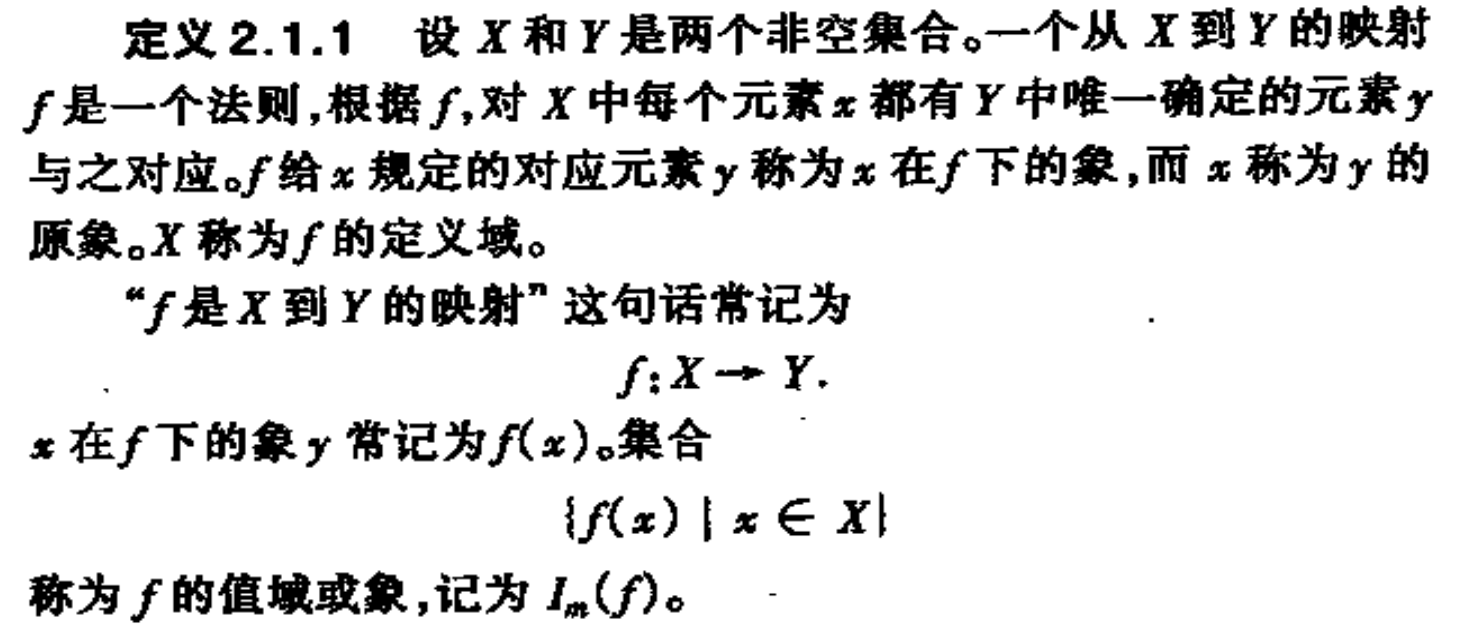 定义2.1.1 设 X 和 Y 是两个非空集合。一个从 X 到 Y 的映射
f 是一个法则,根据 f,对 X 中每个元素 x 都有 Y 中唯一确定的元素 y
与之对应。f 给 x 规定的对应元素 y 称为 x 在 f 下的象,而 x 称为 y 的
原象。X 称为 f 的定义域。
“f 是 X 到 Y 的映射”这句话常记为
f:X → Y.
x 在 f 下的象 y 常记为 f(x)。集合
{f(x) | x ∈ X}
称为 f 的值域或象,记为 Iₘ(f)。